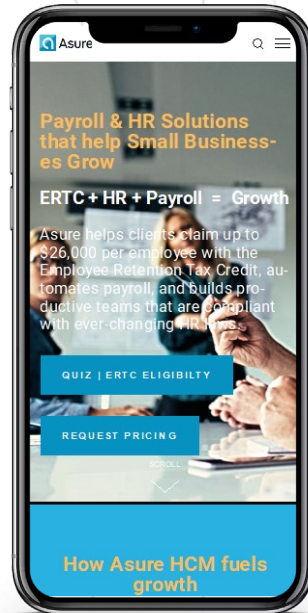 Asure
Payroll & HR Solutions
that help Small Business-
es Grow
ERTC + HR + Payroll = Growth
Asure helps clients claim up to
$26,000 per employee with the
Employee Retention Tax Credit, au-
tomates payroll, and builds pro-
ductive teams that are compliant
with ever-changing HR laws.
QUIZ | ERTC ELIGIBILTY
REQUEST PRICING
SCROLL
How Asure HCM fuels
growth